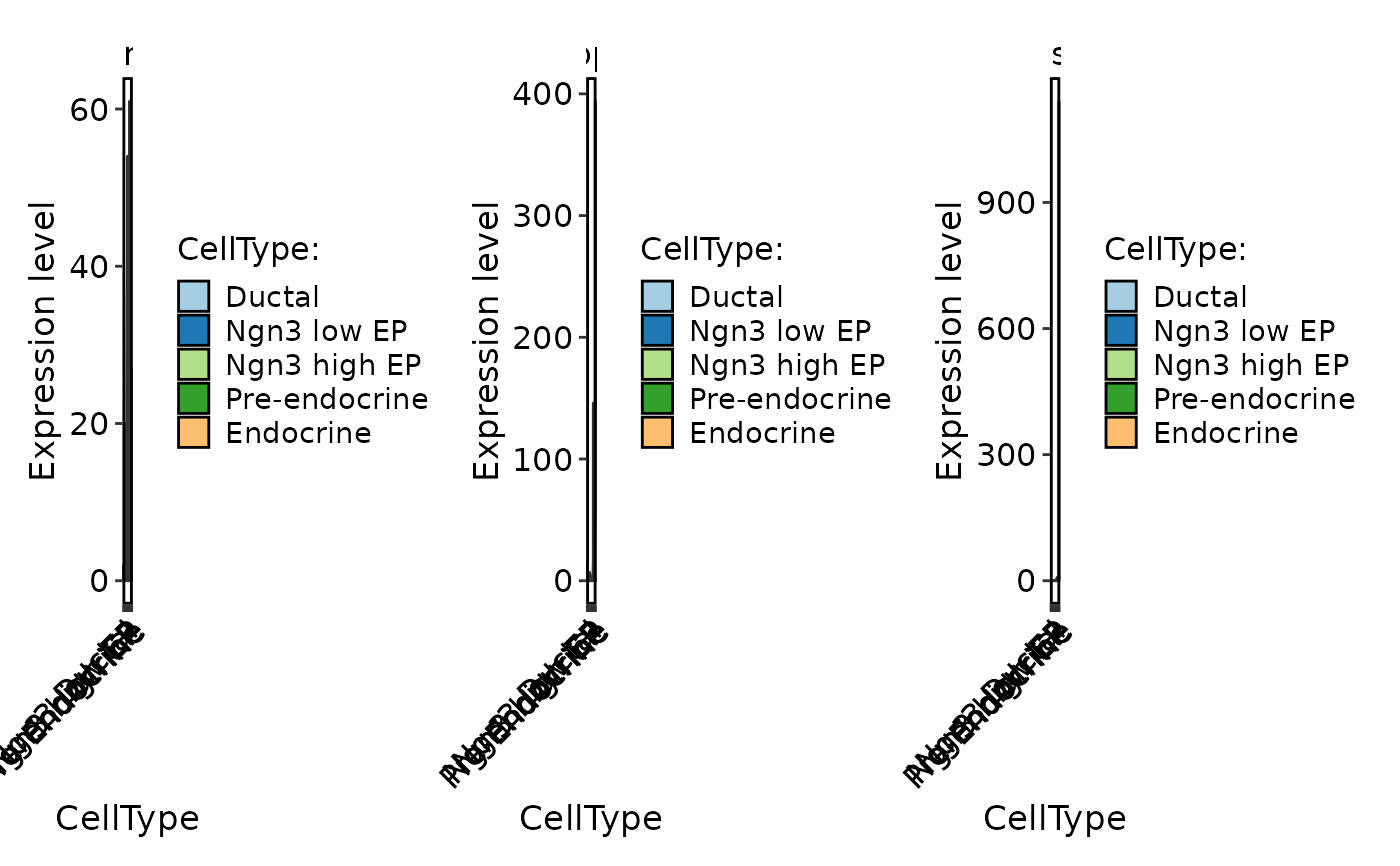 r
60
40
20
0
Expression level
CellType:
Ductal
Ngn3 low EP
Ngn3 high EP
Pre-endocrine
Endocrine
CellType
400
300
200
100
0
Expression level
CellType:
Ductal
Ngn3 low EP
Ngn3 high EP
Pre-endocrine
Endocrine
CellType
s
900
600
300
0
Expression level
CellType:
Ductal
Ngn3 low EP
Ngn3 high EP
Pre-endocrine
Endocrine
CellType